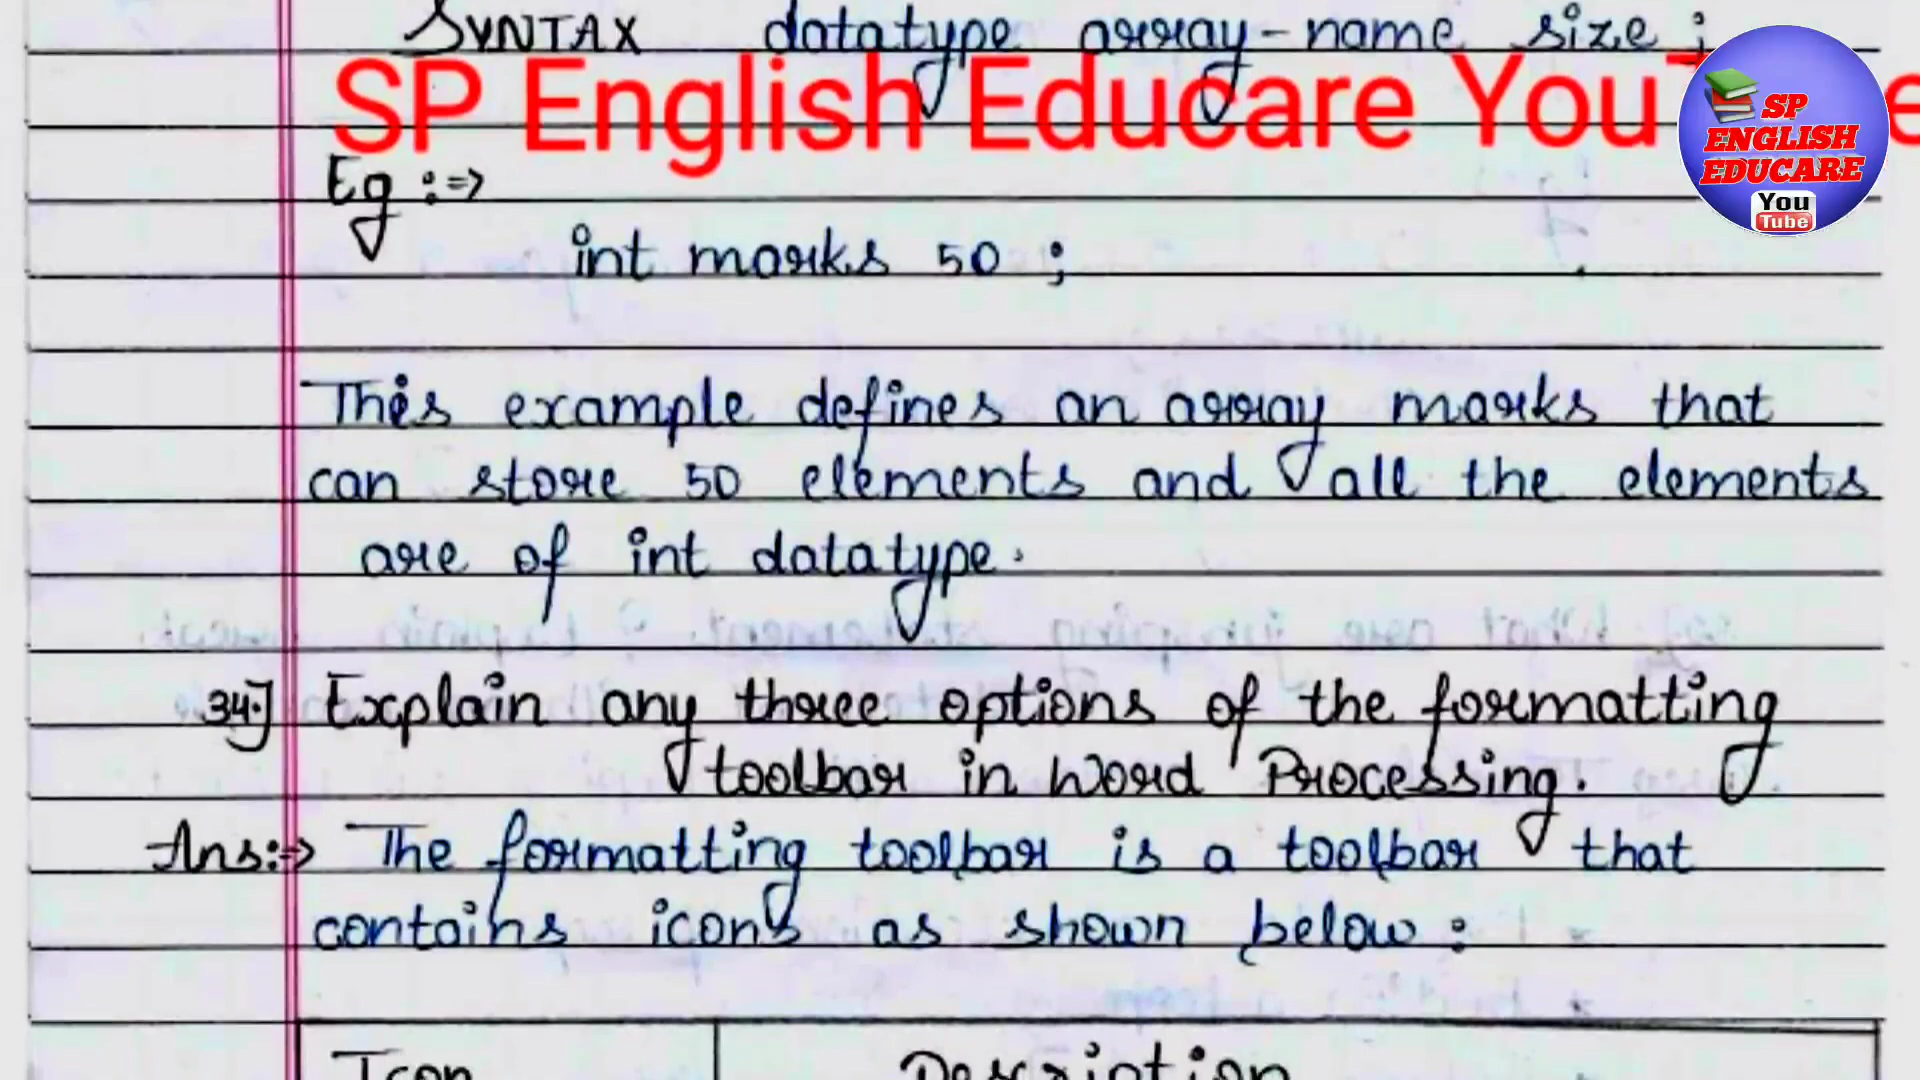 SYNTAX datatype array-name size ;
SP English Educare YouT e
SP
ENGLISH
EDUCARE
You
Tube
Eg :=>
int marks 50 ;
This example defines an array marks that
can store 50 elements and all the elements
are of int datatype.
34.] Explain any three options of the formatting
toolbar in Word Processing.
Ans:=> The formatting toolbar is a toolbar that
contains icons as shown below :
Icon Description